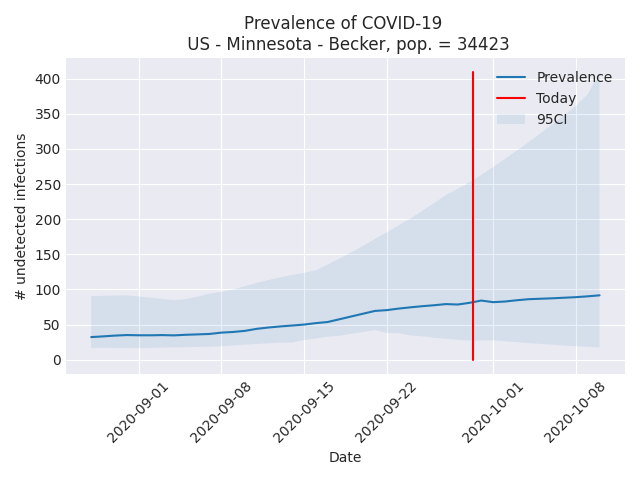 Prevalence of COVID-19
US - Minnesota - Becker, pop. = 34423
Prevalence
Today
95CI
400
350
300
250
200
150
100
50
0
# undetected infections
2020-09-01
2020-09-08
2020-09-15
2020-09-22
2020-10-01
2020-10-08
Date